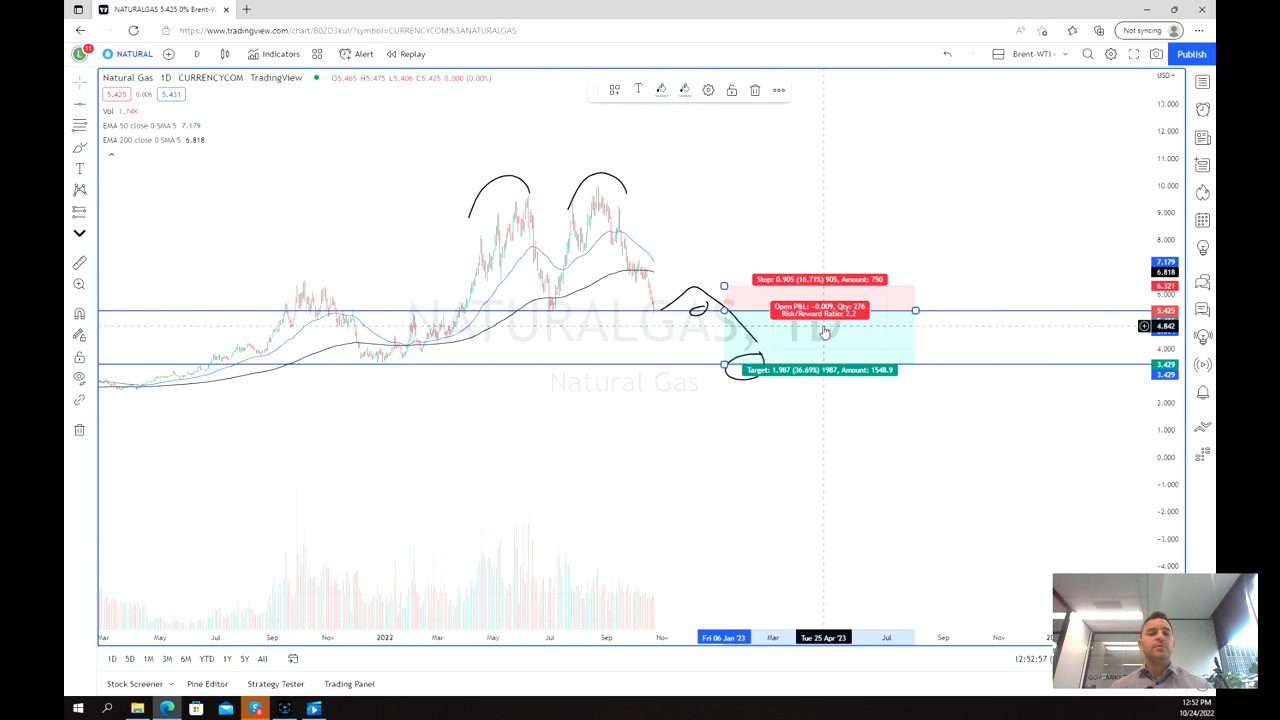 NATURALGAS 5.425 0% Brent-W
https://www.tradingview.com/chart/B0ZD3kul/?symbol=CURRENCYCOM%3ANATURALGAS
Not syncing
11
NATURAL
D
Indicators
Alert
Replay
Brent-WTI -
Publish
Natural Gas 1D CURRENCYCOM TradingView
O5.465 H5.475 L5.406 C5.425 0.000 (0.00%)
USD
5.425 0.006 5.431
Vol 1.74K
EMA 50 close 0 SMA 5 7.179
EMA 200 close 0 SMA 5 6.818
13.000
12.000
11.000
10.000
9.000
8.000
7.179
6.818
6.321
6.000
5.425
4.842
4.000
3.429
3.429
2.000
1.000
0.000
-1.000
-2.000
-3.000
-4.000
Stop: 0.905 (16.71%) 905, Amount: 750
Open P&L: -0.009, Qty: 276
Risk/Reward Ratio: 2.2
Target: 1.987 (36.69%) 1987, Amount: 1548.9
NATURALGAS, 1D
Natural Gas
Mar May Jul Sep Nov 2022 Mar May Jul Sep Nov Fri 06 Jan '23 Mar Tue 25 Apr '23 Jul Sep Nov
1D 5D 1M 3M 6M YTD 1Y 5Y All
12:52:57
Stock Screener Pine Editor Strategy Tester Trading Panel
12:52 PM
10/24/2022